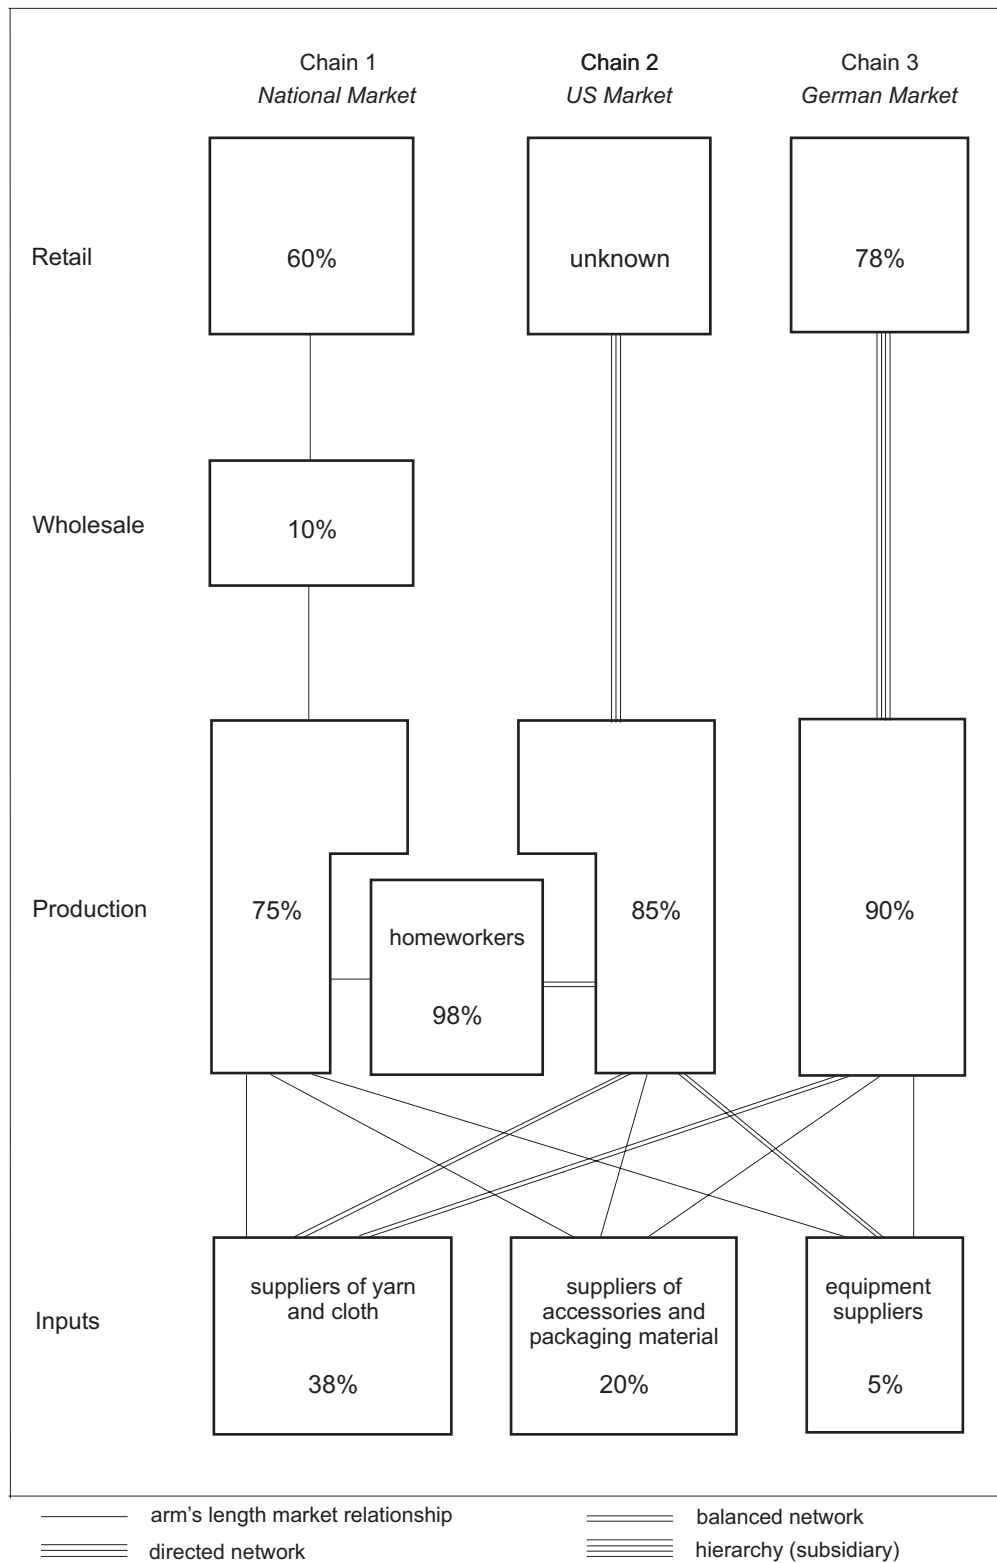 Chain 1
National Market
Chain 2
US Market
Chain 3
German Market
Retail
60%
unknown
78%
Wholesale
10%
Production
75%
homeworkers
98%
85%
90%
Inputs
suppliers of yarn
and cloth
38%
suppliers of
accessories and
packaging material
20%
equipment
suppliers
5%
arm's length market relationship
balanced network
directed network
hierarchy (subsidiary)